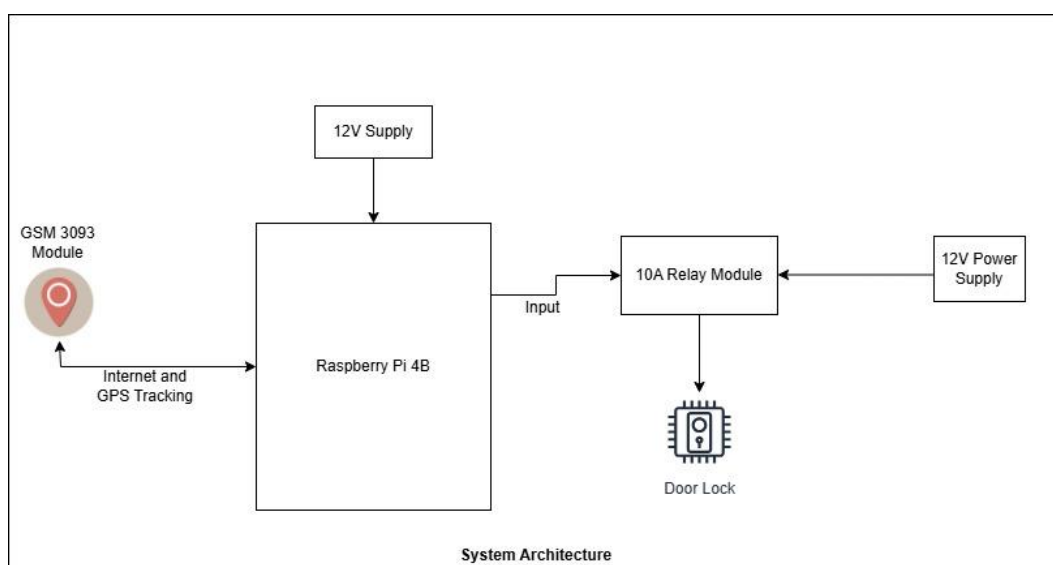 12V Supply
GSM 3093
Module
Internet and
GPS Tracking
Raspberry Pi 4B
Input
10A Relay Module
12V Power
Supply
Door Lock
System Architecture